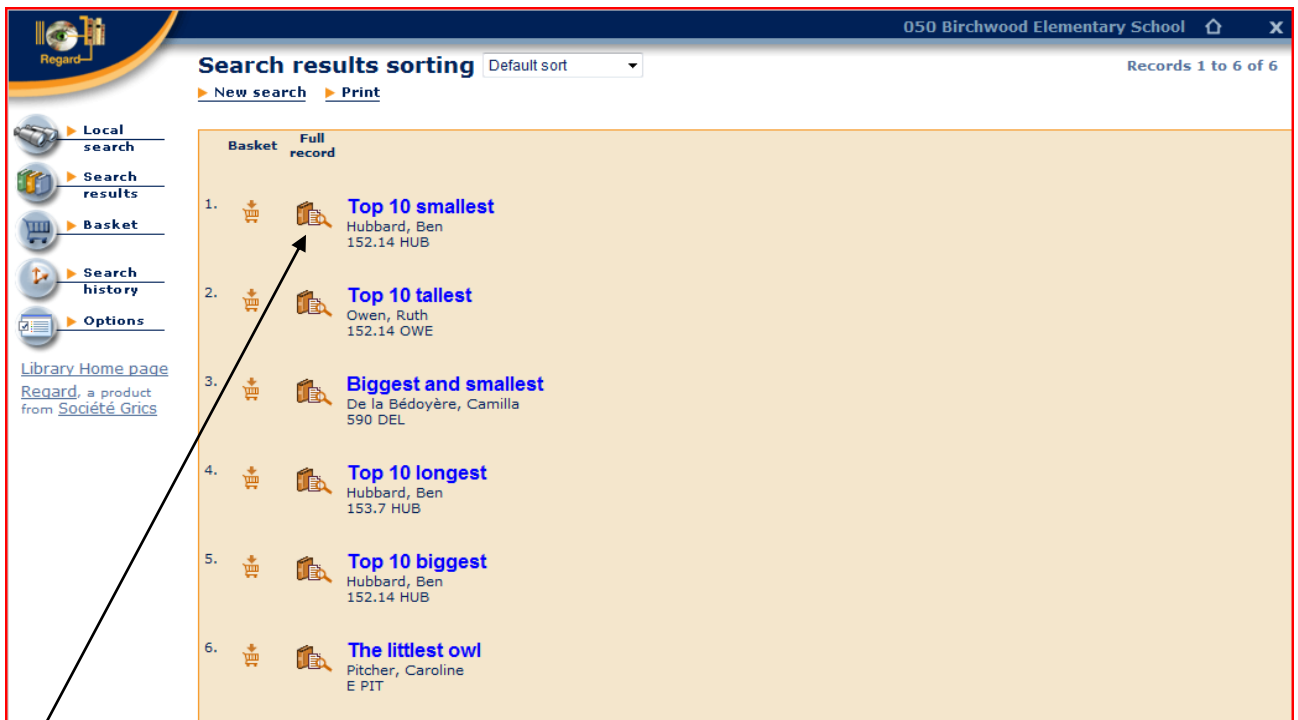 050 Birchwood Elementary School X
Regard
Search results sorting Default sort
Records 1 to 6 of 6
New search Print
Local
search
Search
results
Basket
Search
history
Options
Library Home page
Regard, a product
from Société Grics
Basket Full
record
1. Top 10 smallest
Hubbard, Ben
152.14 HUB
2. Top 10 tallest
Owen, Ruth
152.14 OWE
3. Biggest and smallest
De la Bédoyère, Camilla
590 DEL
4. Top 10 longest
Hubbard, Ben
153.7 HUB
5. Top 10 biggest
Hubbard, Ben
152.14 HUB
6. The littlest owl
Pitcher, Caroline
E PIT